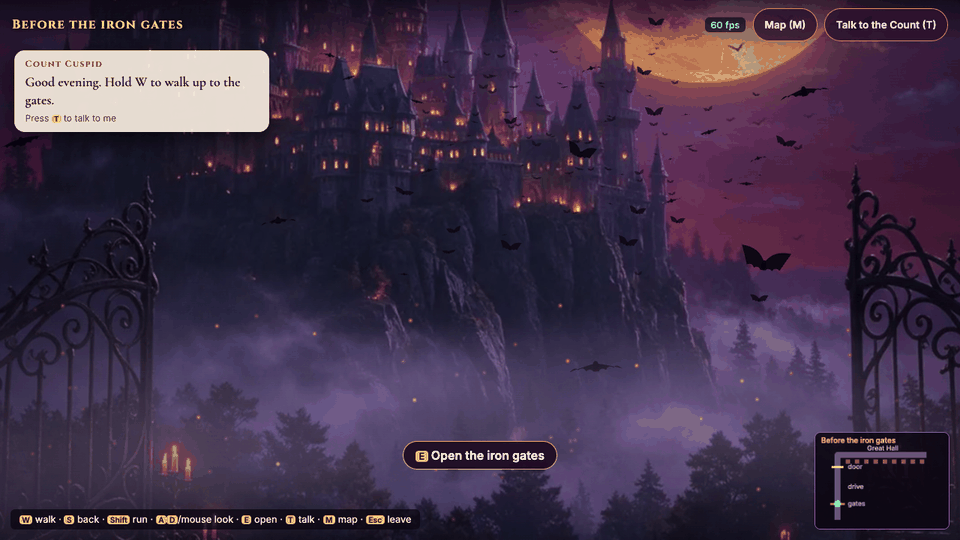 Before the iron gates
60 fps
Map (M)
Talk to the Count (T)
Count Cuspid
Good evening. Hold W to walk up to the
gates.
Press T to talk to me
E Open the iron gates
Before the iron gates
Great Hall
door
drive
gates
W walk · S back · Shift run · A D/mouse look · E open · T talk · M map · Esc leave